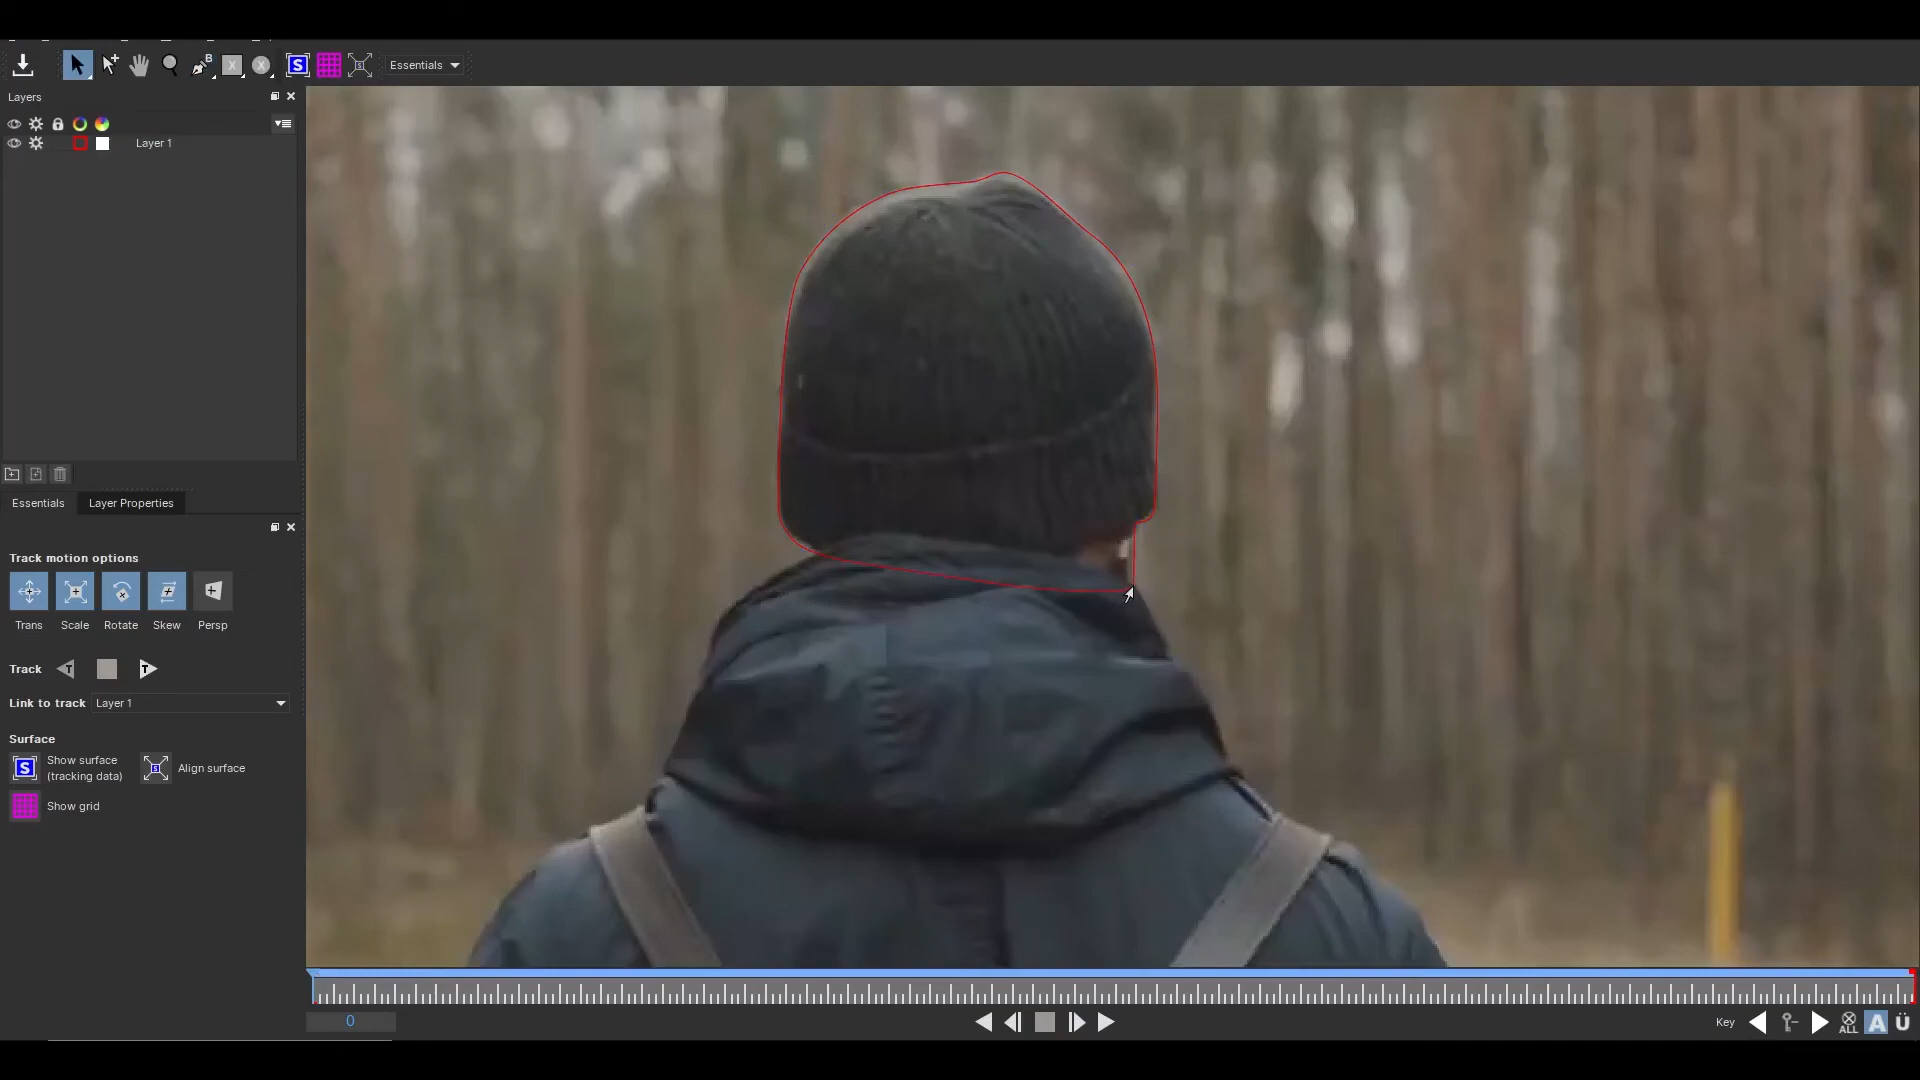 Essentials
Layers
Layer 1
Essentials
Layer Properties
Track motion options
Trans
Scale
Rotate
Skew
Persp
Track
Link to track
Layer 1
Surface
Show surface
(tracking data)
Align surface
Show grid
0
Key
ALL